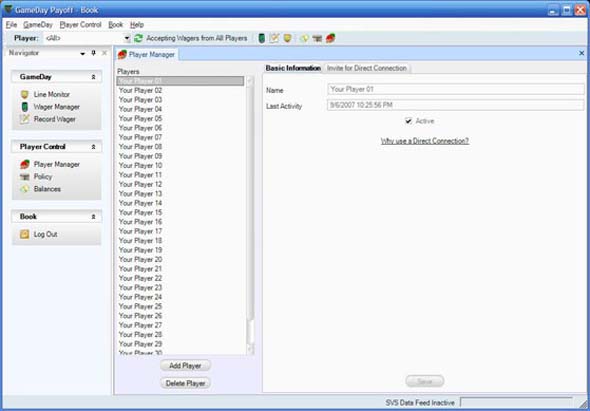 GameDay Payoff - Book
File GameDay Player Control Book Help
Player: <All> Accepting Wagers from All Players
Navigator
GameDay
Line Monitor
Wager Manager
Record Wager
Player Control
Player Manager
Policy
Balances
Book
Log Out
Player Manager
Players
Your Player 01
Your Player 02
Your Player 03
Your Player 04
Your Player 05
Your Player 06
Your Player 07
Your Player 08
Your Player 09
Your Player 10
Your Player 11
Your Player 12
Your Player 13
Your Player 14
Your Player 15
Your Player 16
Your Player 17
Your Player 18
Your Player 19
Your Player 20
Your Player 21
Your Player 22
Your Player 23
Your Player 24
Your Player 25
Your Player 26
Your Player 27
Your Player 28
Your Player 29
Your Player 30
Add Player
Delete Player
Basic Information Invite for Direct Connection
Name Your Player 01
Last Activity 9/6/2007 10:25:56 PM
Active
Why use a Direct Connection?
Save
SVS Data Feed Inactive